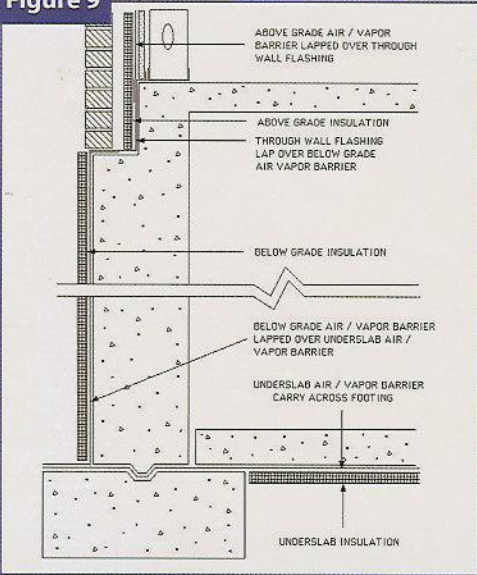 Figure 9
ABOVE GRADE AIR / VAPOR
BARRIER LAPPED OVER THROUGH
WALL FLASHING
ABOVE GRADE INSULATION
THROUGH WALL FLASHING
LAP OVER BELOW GRADE
AIR VAPOR BARRIER
BELOW GRADE INSULATION
BELOW GRADE AIR / VAPOR BARRIER
LAPPED OVER UNDERSLAB AIR /
VAPOR BARRIER
UNDERSLAB AIR / VAPOR BARRIER
CARRY ACROSS FOOTING
UNDERSLAB INSULATION